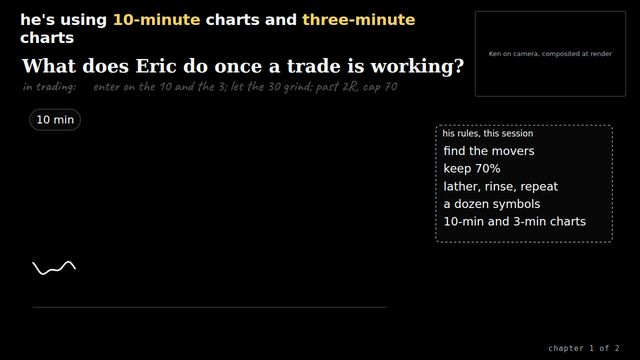 he's using 10-minute charts and three-minute
charts
Ken on camera, composited at render
What does Eric do once a trade is working?
in trading: enter on the 10 and the 3; let the 30 grind; past 2R, cap 70
10 min
his rules, this session
find the movers
keep 70%
lather, rinse, repeat
a dozen symbols
10-min and 3-min charts
chapter 1 of 2